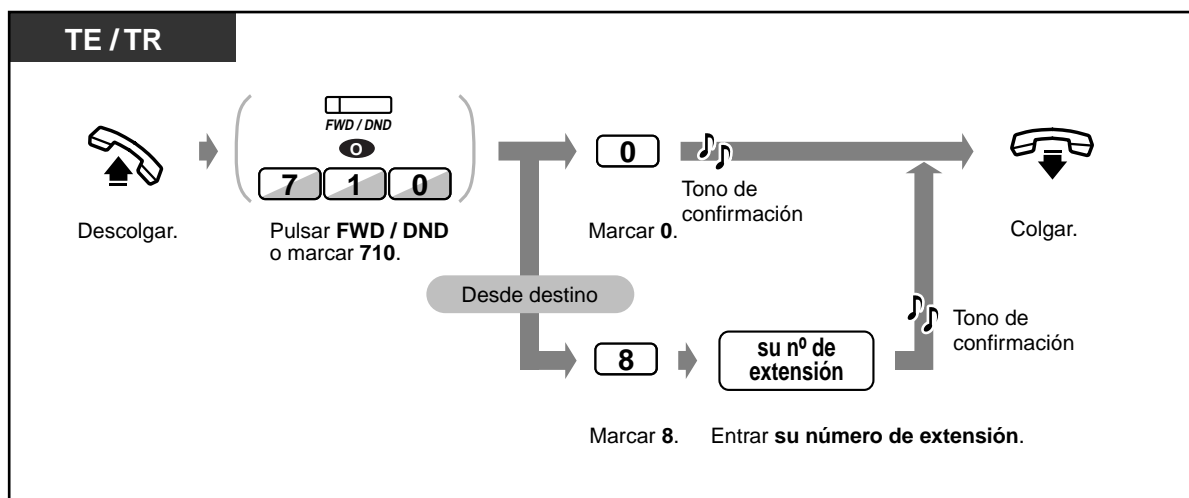 TE / TR
FWD / DND
O
7 1 0
0
Tono de
confirmación
Descolgar.
Pulsar FWD / DND
o marcar 710.
Marcar 0.
Colgar.
Desde destino
8
su nº de
extensión
Tono de
confirmación
Marcar 8.
Entrar su número de extensión.